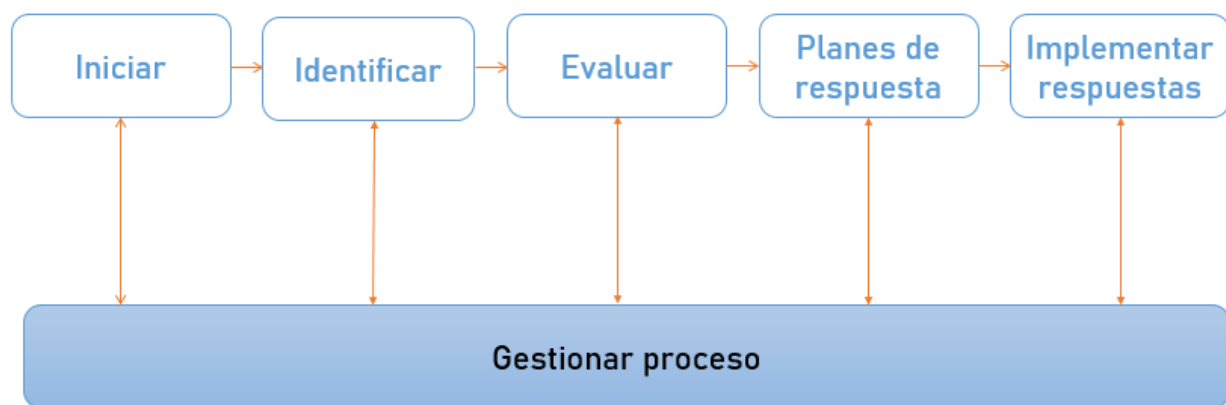 Iniciar
Identificar
Evaluar
Planes de
respuesta
Implementar
respuestas
Gestionar proceso